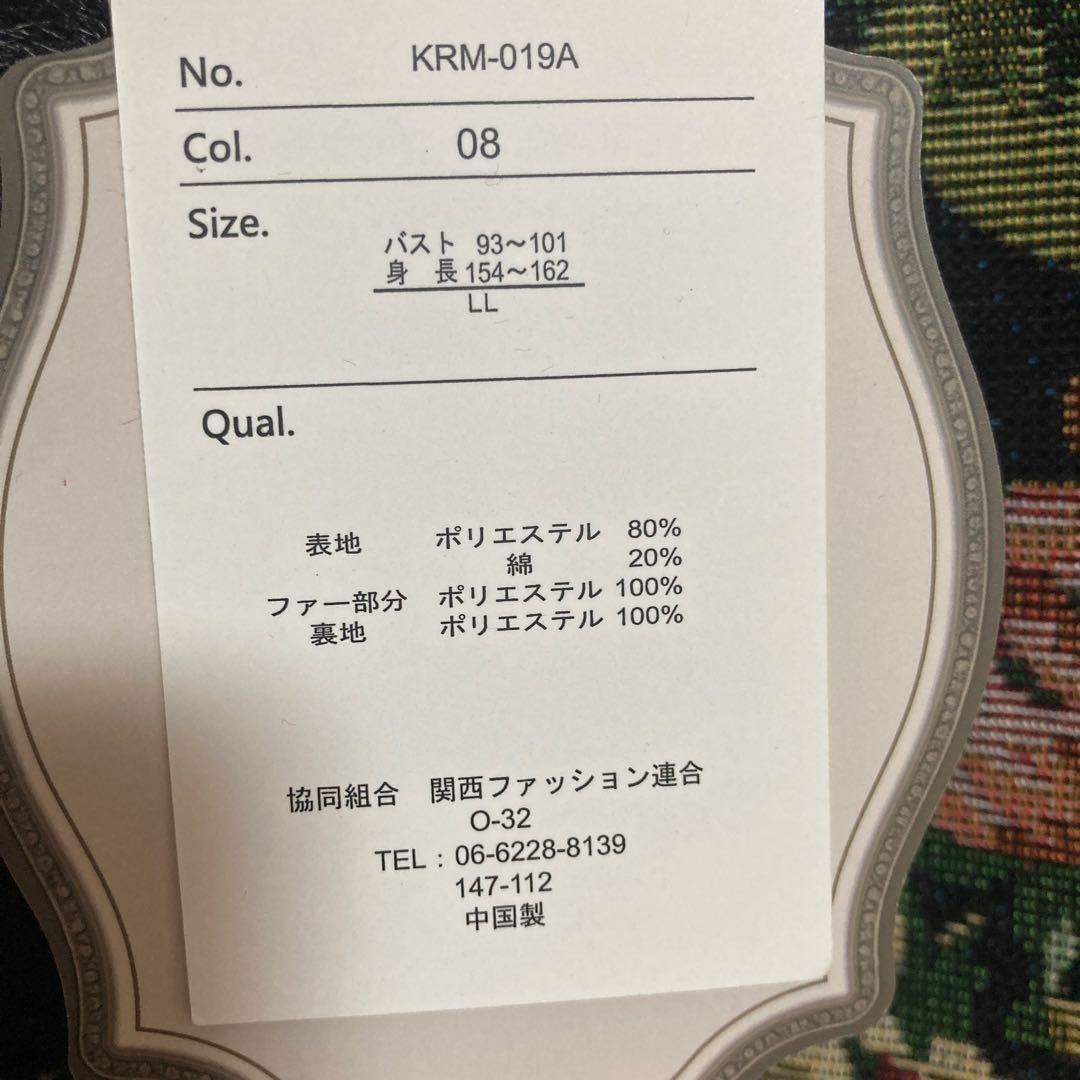 No. KRM-019A
Col. 08
Size.
バスト 93～101
身 長 154～162
LL
Qual.
表地 ポリエステル 80%
綿 20%
ファー部分 ポリエステル 100%
裏地 ポリエステル 100%
協同組合 関西ファッション連合
O-32
TEL : 06-6228-8139
147-112
中国製